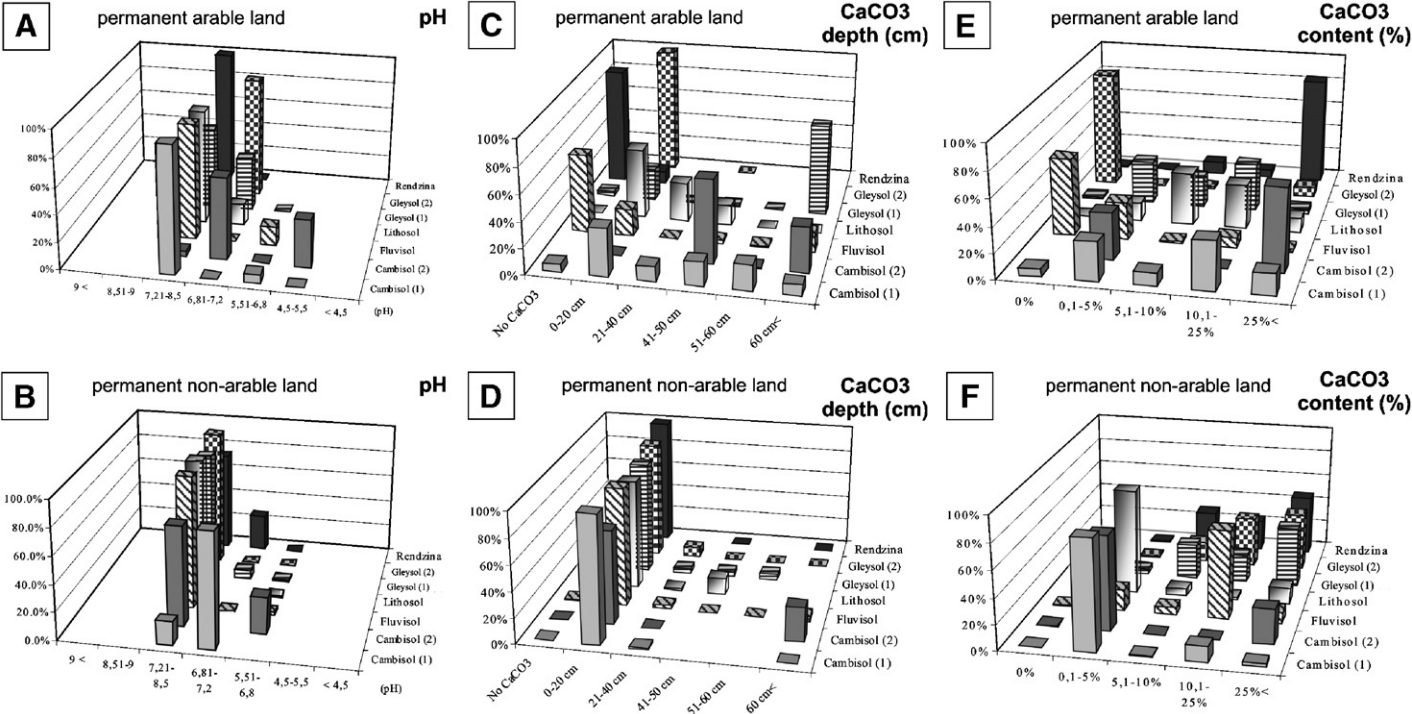 A
permanent arable land
pH
100%
80%
60%
40%
20%
0%
9 <
8,51-9
7,21-8,5
6,81-7,2
5,51-6,8
4,5-5,5
< 4,5
(pH)
Rendzina
Gleysol (2)
Gleysol (1)
Lithosol
Fluvisol
Cambisol (2)
Cambisol (1)
C
permanent arable land
CaCO3
depth (cm)
100%
80%
60%
40%
20%
0%
No CaCO3
0-20 cm
21-40 cm
41-50 cm
51-60 cm
60 cm<
Rendzina
Gleysol (2)
Gleysol (1)
Lithosol
Fluvisol
Cambisol (2)
Cambisol (1)
E
permanent arable land
CaCO3
content (%)
100%
80%
60%
40%
20%
0%
0%
0,1-5%
5,1-10%
10,1-
25%
25%<
Rendzina
Gleysol (2)
Gleysol (1)
Lithosol
Fluvisol
Cambisol (2)
Cambisol (1)
B
permanent non-arable land
pH
100.0%
80.0%
60.0%
40.0%
20.0%
0.0%
9 <
8,51-9
7,21-
8,5
6,81-
7,2
5,51-
6,8
4,5-5,5
< 4,5
(pH)
Rendzina
Gleysol (2)
Gleysol (1)
Lithosol
Fluvisol
Cambisol (2)
Cambisol (1)
D
permanent non-arable land
CaCO3
depth (cm)
100%
80%
60%
40%
20%
0%
No CaCO3
0-20 cm
21-40 cm
41-50 cm
51-60 cm
60 cm<
Rendzina
Gleysol (2)
Gleysol (1)
Lithosol
Fluvisol
Cambisol (2)
Cambisol (1)
F
permanent non-arable land
CaCO3
content (%)
100%
80%
60%
40%
20%
0%
0%
0,1-5%
5,1-10%
10,1-
25%
25%<
Rendzina
Gleysol (2)
Gleysol (1)
Lithosol
Fluvisol
Cambisol (2)
Cambisol (1)